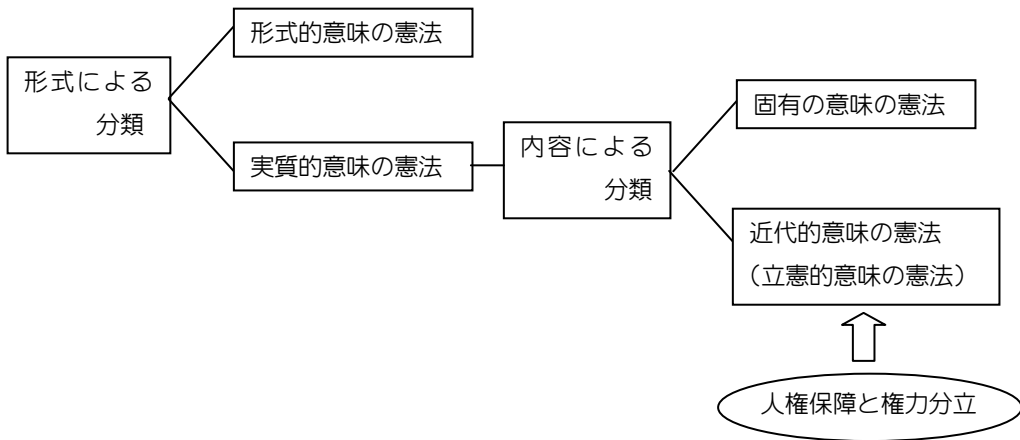 形式的意味の憲法
形式による
分類
実質的意味の憲法
内容による
分類
固有の意味の憲法
近代的意味の憲法
（立憲的意味の憲法）
人権保障と権力分立